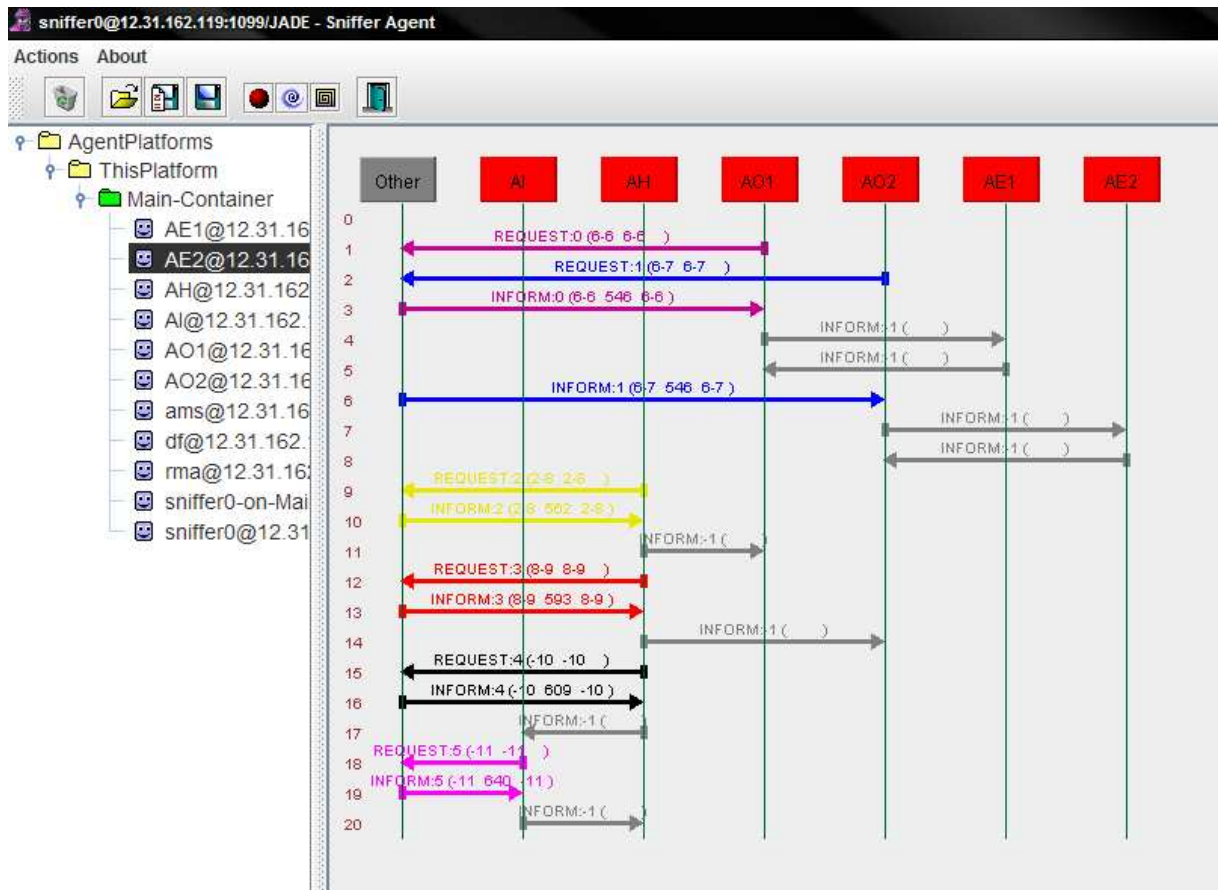 sniffer0@12.31.162.119:1099/JADE - Sniffer Agent
Actions About
AgentPlatforms
ThisPlatform
Main-Container
AE1@12.31.16
AE2@12.31.16
AH@12.31.162
AI@12.31.162.
AO1@12.31.16
AO2@12.31.16
ams@12.31.16
df@12.31.162.
rma@12.31.16
sniffer0-on-Mai
sniffer0@12.31
Other AI AH AO1 AO2 AE1 AE2
0
REQUEST:0 (6-6 6-6 )
1
REQUEST:1 (6-7 6-7 )
2
INFORM:0 (6-6 546 6-6 )
3
INFORM:-1 ( )
4
INFORM:-1 ( )
5
INFORM:1 (6-7 546 6-7 )
6
INFORM:-1 ( )
7
INFORM:-1 ( )
8
REQUEST:2 (2-8 2-8 )
9
INFORM:2 (2-8 562 2-8 )
10
INFORM:-1 ( )
11
REQUEST:3 (8-9 8-9 )
12
INFORM:3 (8-9 593 8-9 )
13
INFORM:-1 ( )
14
REQUEST:4 (-10 -10 )
15
INFORM:4 (-10 609 -10 )
16
INFORM:-1 ( )
17
REQUEST:5 (-11 -11 )
18
INFORM:5 (-11 640 -11 )
19
INFORM:-1 ( )
20